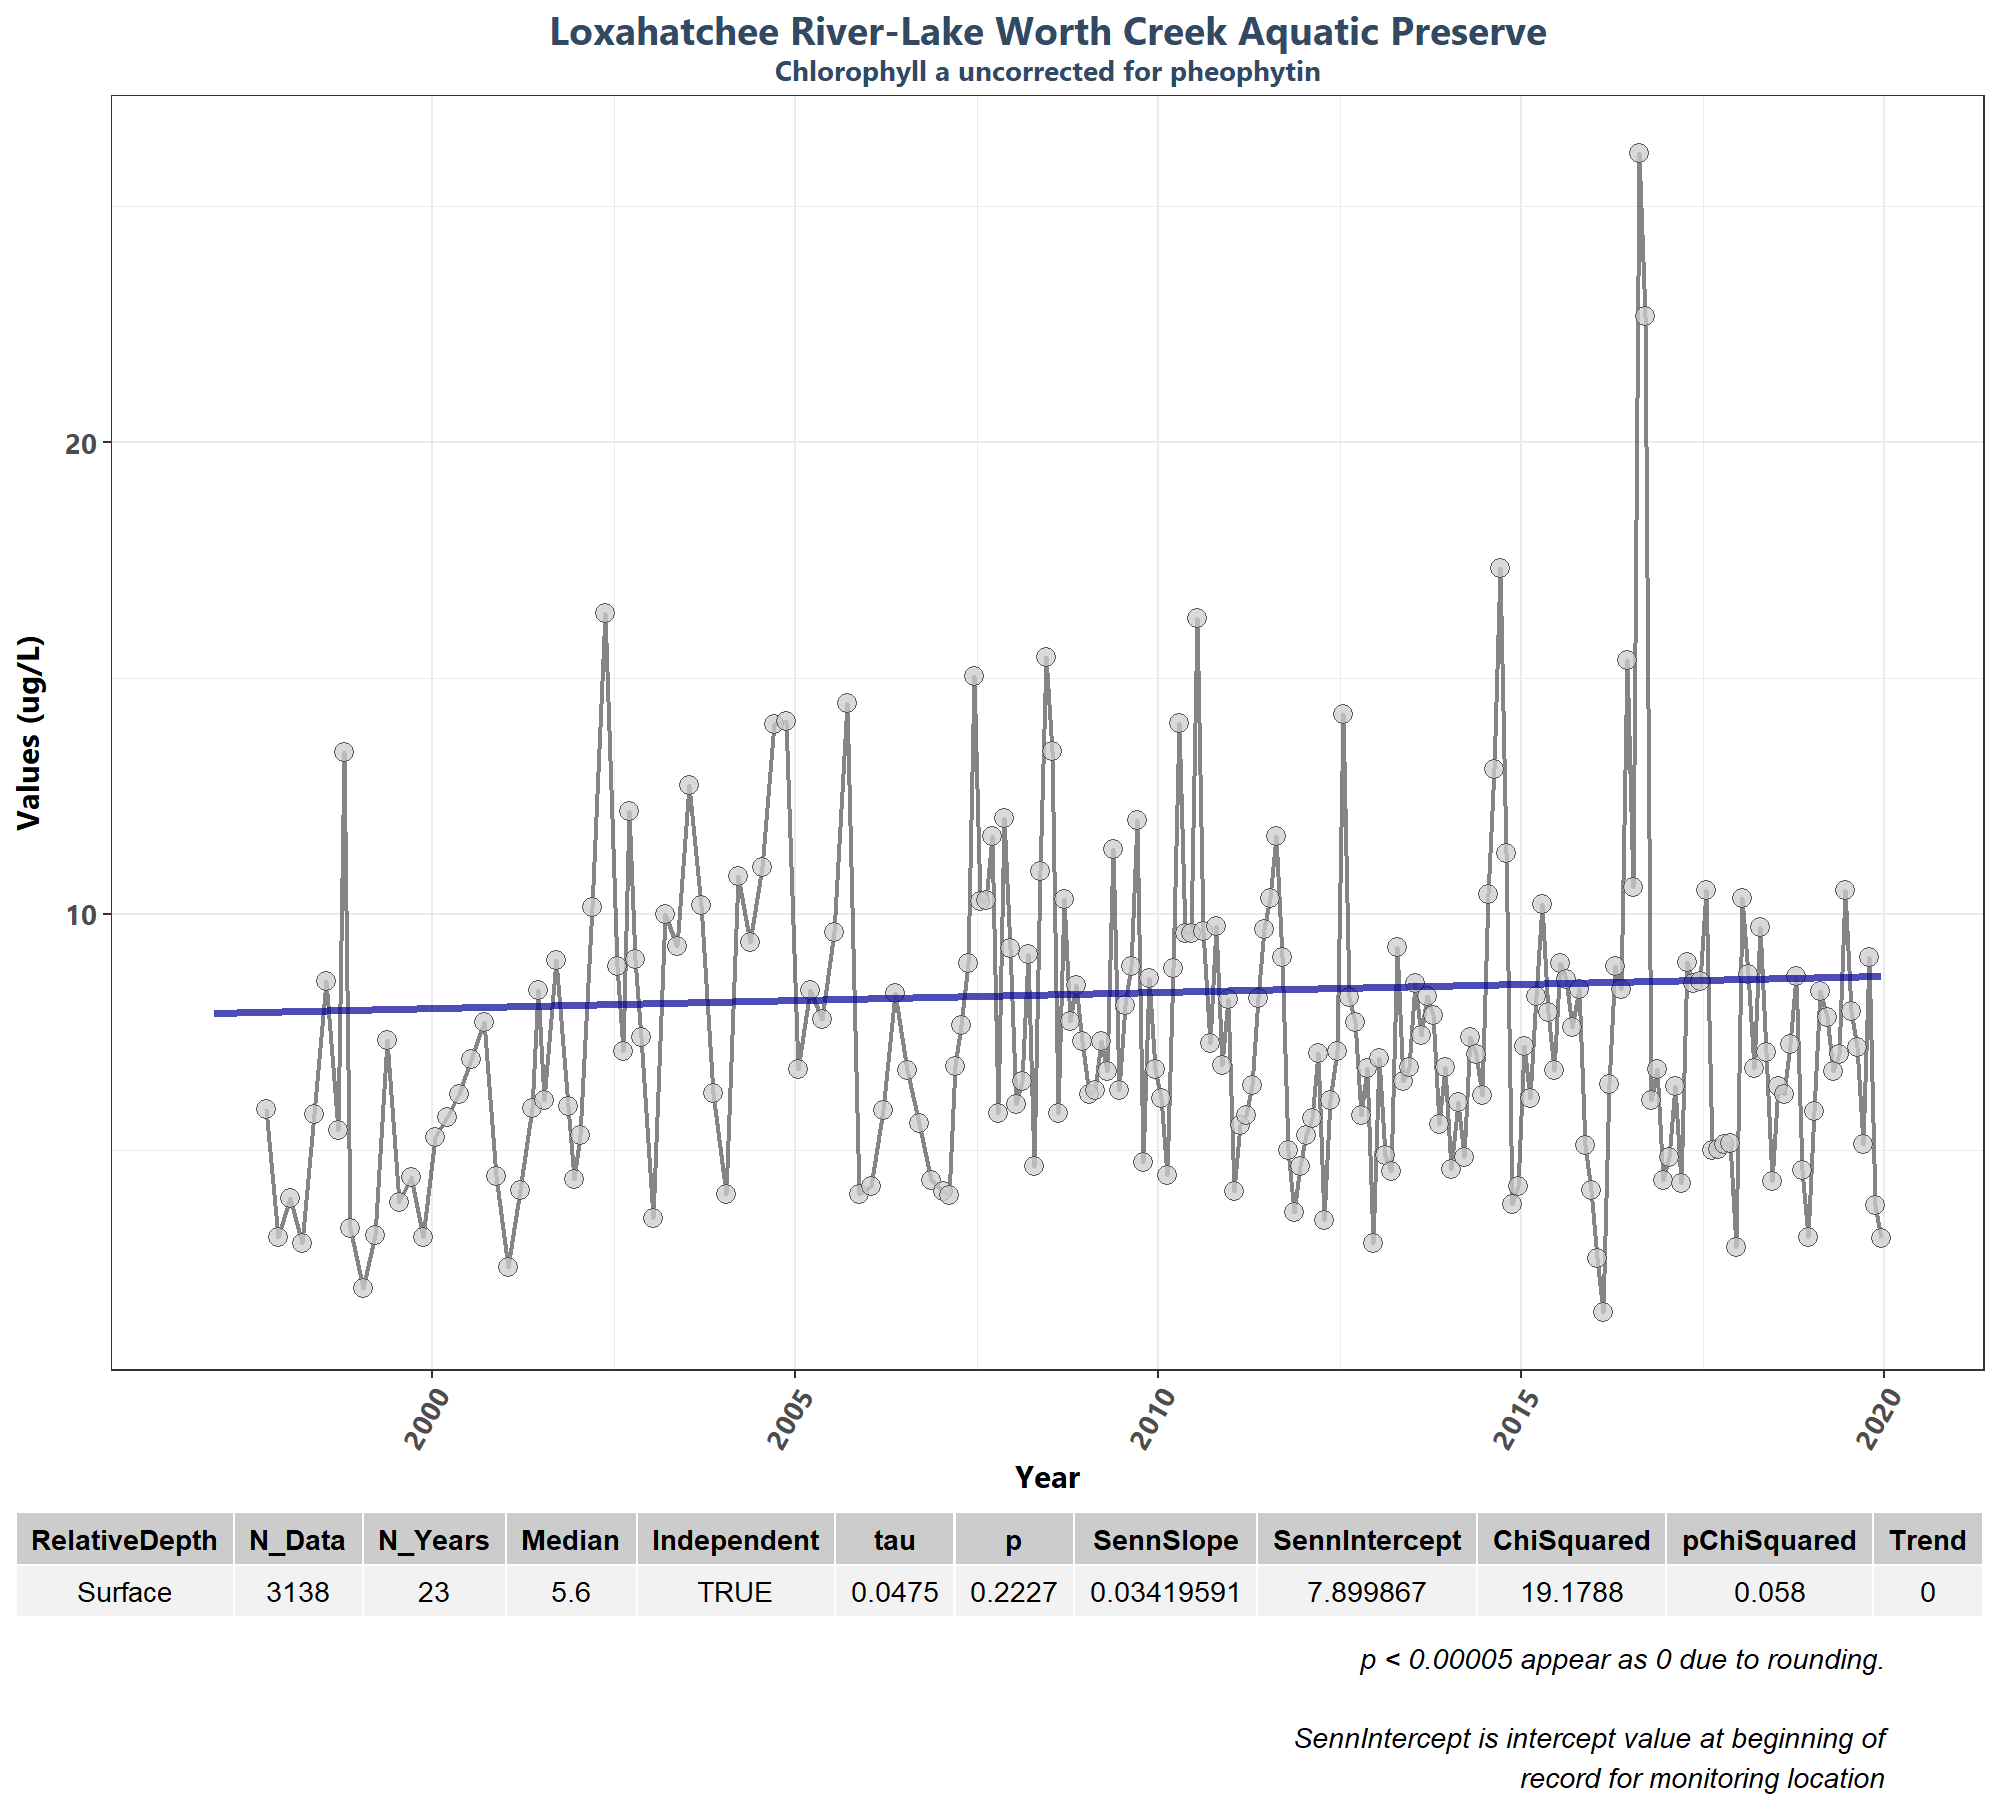 Loxahatchee River-Lake Worth Creek Aquatic Preserve
Chlorophyll a uncorrected for pheophytin
Values (ug/L)
20
10
2000 2005 2010 2015 2020
Year
RelativeDepth N_Data N_Years Median Independent tau p SennSlope SennIntercept ChiSquared pChiSquared Trend
Surface 3138 23 5.6 TRUE 0.0475 0.2227 0.03419591 7.899867 19.1788 0.058 0
p < 0.00005 appear as 0 due to rounding.
SennIntercept is intercept value at beginning of
record for monitoring location